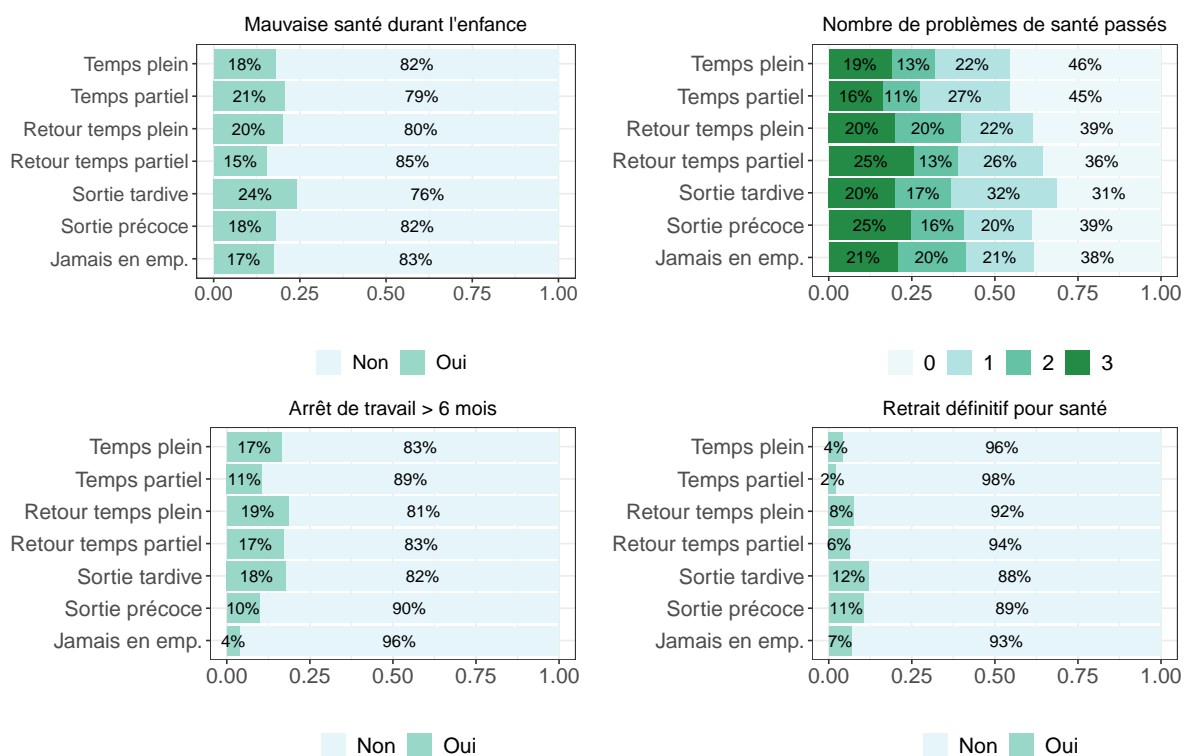 Mauvaise santé durant l'enfance
Temps plein 18% 82%
Temps partiel 21% 79%
Retour temps plein 20% 80%
Retour temps partiel 15% 85%
Sortie tardive 24% 76%
Sortie précoce 18% 82%
Jamais en emp. 17% 83%
0.00 0.25 0.50 0.75 1.00
Non Oui
Nombre de problèmes de santé passés
Temps plein 19% 13% 22% 46%
Temps partiel 16% 11% 27% 45%
Retour temps plein 20% 20% 22% 39%
Retour temps partiel 25% 13% 26% 36%
Sortie tardive 20% 17% 32% 31%
Sortie précoce 25% 16% 20% 39%
Jamais en emp. 21% 20% 21% 38%
0.00 0.25 0.50 0.75 1.00
0 1 2 3
Arrêt de travail > 6 mois
Temps plein 17% 83%
Temps partiel 11% 89%
Retour temps plein 19% 81%
Retour temps partiel 17% 83%
Sortie tardive 18% 82%
Sortie précoce 10% 90%
Jamais en emp. 4% 96%
0.00 0.25 0.50 0.75 1.00
Non Oui
Retrait définitif pour santé
Temps plein 4% 96%
Temps partiel 2% 98%
Retour temps plein 8% 92%
Retour temps partiel 6% 94%
Sortie tardive 12% 88%
Sortie précoce 11% 89%
Jamais en emp. 7% 93%
0.00 0.25 0.50 0.75 1.00
Non Oui